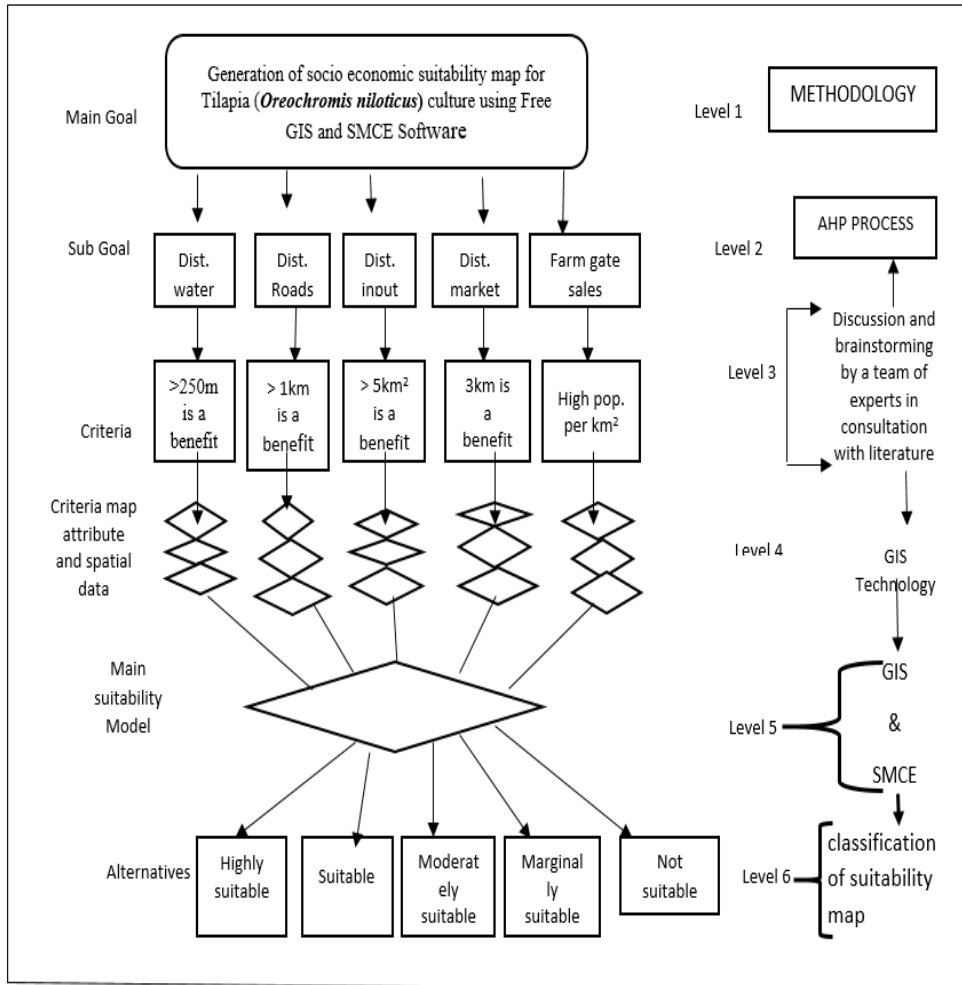 Main Goal
Generation of socio economic suitability map for
Tilapia (Oreochromis niloticus) culture using Free
GIS and SMCE Software
Level 1
METHODOLOGY
Sub Goal
Dist.
water
Dist.
Roads
Dist.
input
Dist.
market
Farm gate
sales
Level 2
AHP PROCESS
Criteria
>250m
is a
benefit
> 1km
is a
benefit
> 5km²
is a
benefit
3km is
a
benefit
High pop.
per km²
Level 3
Discussion and
brainstorming
by a team of
experts in
consultation
with literature
Criteria map
attribute
and spatial
data
Level 4
GIS
Technology
Main
suitability
Model
Level 5
GIS
&
SMCE
Alternatives
Highly
suitable
Suitable
Moderat
ely
suitable
Marginal
ly
suitable
Not
suitable
Level 6
classification
of suitability
map